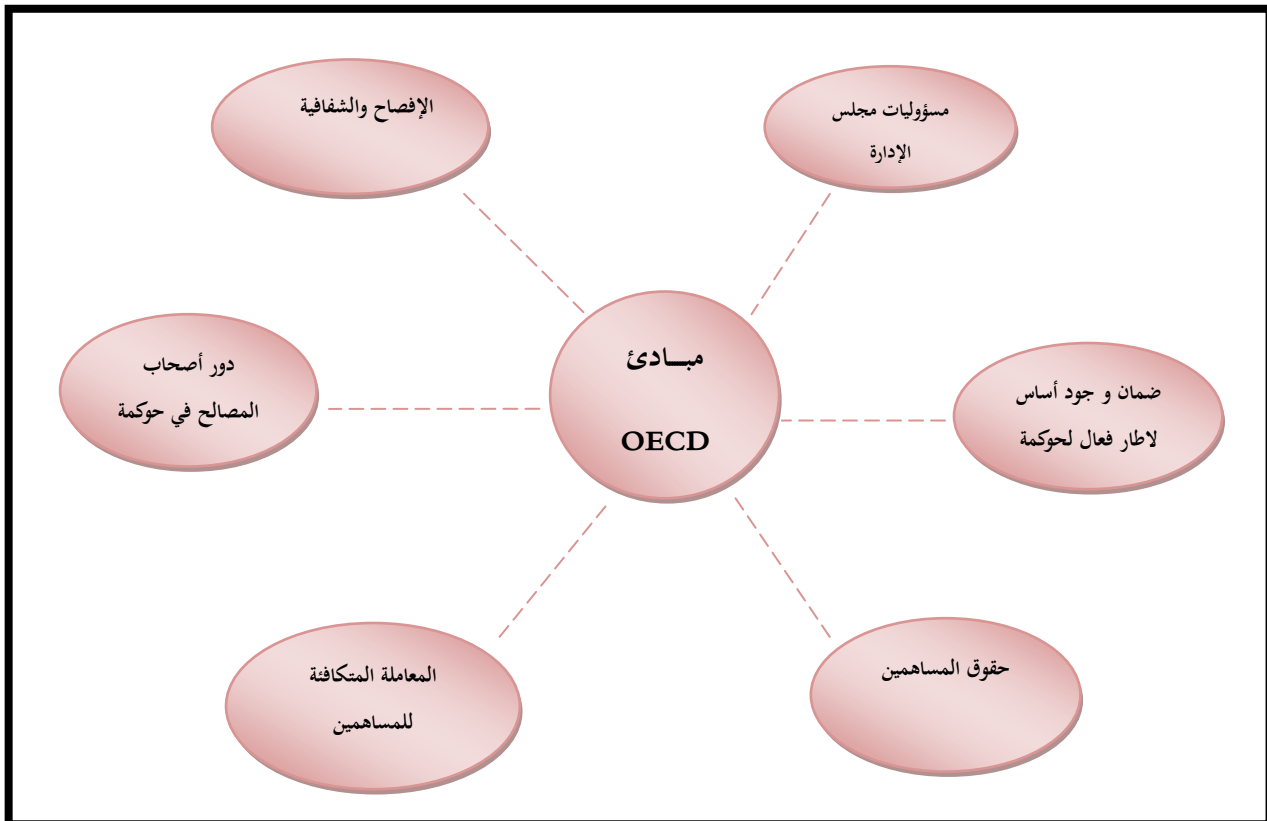 مسؤوليات مجلس
الإدارة
الإفصاح والشفافية
مبـــادئ
OECD
ضمان و جود أساس
لاطار فعال لحوكمة
دور أصحاب
المصالح في حوكمة
حقوق المساهمين
المعاملة المتكافئة
للمساهمين